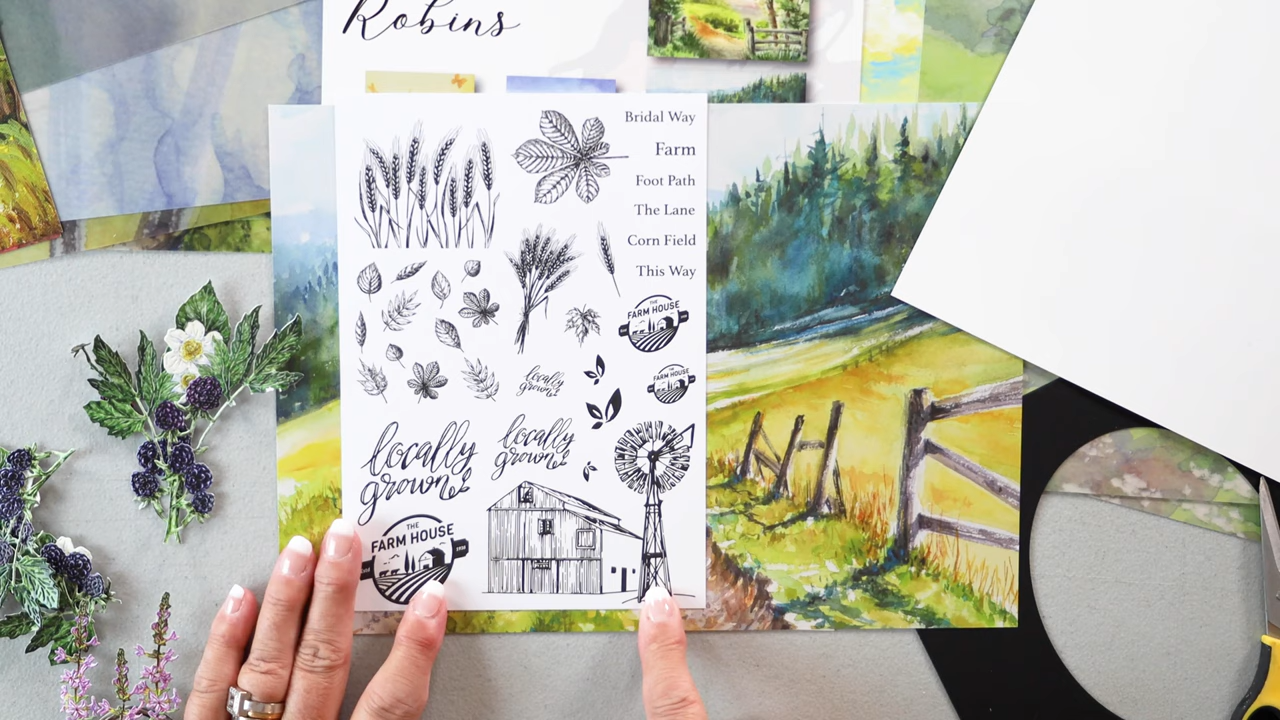 Robins
Bridal Way
Farm
Foot Path
The Lane
Corn Field
This Way
THE
FARM HOUSE
THE
FARM HOUSE
locally
grown
locally
grown
locally
grown
THE
FARM HOUSE